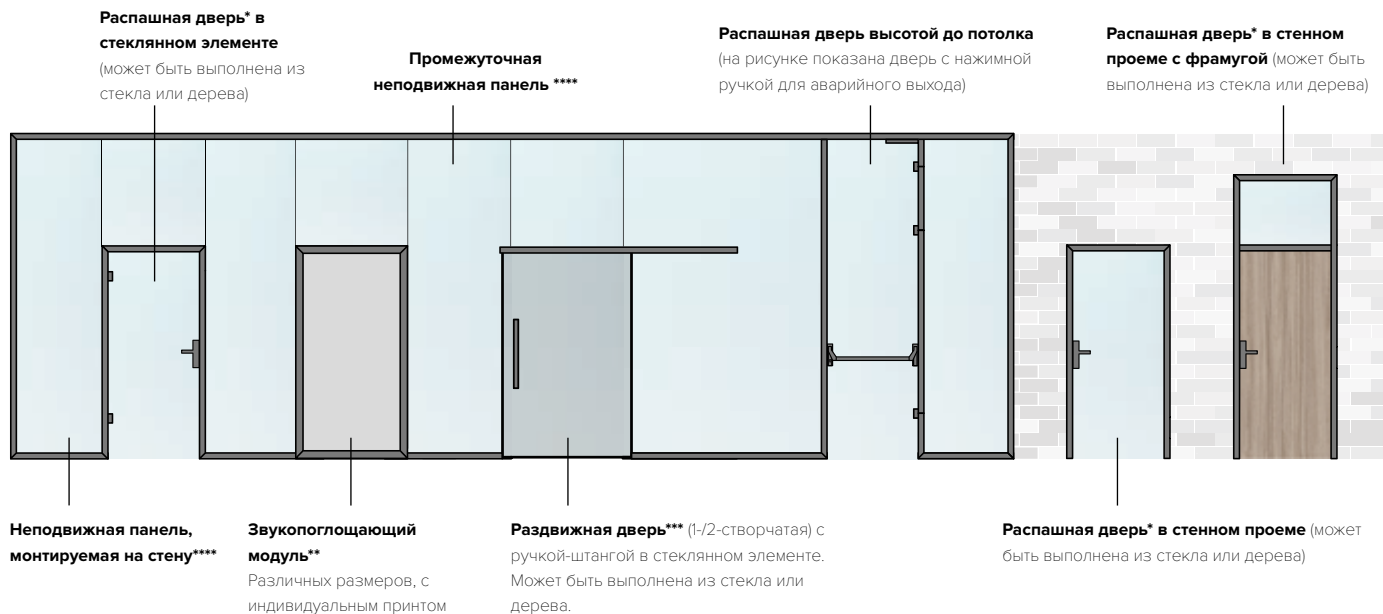 Распашная дверь* в
стеклянном элементе
(может быть выполнена из
стекла или дерева)
Промежуточная
неподвижная панель ****
Распашная дверь высотой до потолка
(на рисунке показана дверь с нажимной
ручкой для аварийного выхода)
Распашная дверь* в стенном
проеме с фрамугой (может быть
выполнена из стекла или дерева)
Неподвижная панель,
монтируемая на стену****
Звукопоглощающий
модуль**
Различных размеров, с
индивидуальным принтом
Раздвижная дверь*** (1-/2-створчатая) с
ручкой-штангой в стеклянном элементе.
Может быть выполнена из стекла или
дерева.
Распашная дверь* в стенном проеме (может
быть выполнена из стекла или дерева)